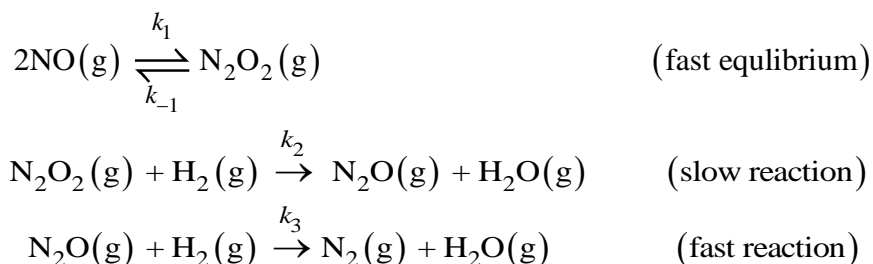 k₁
2NO(g) ⇌ N₂O₂(g) (fast equlibrium)
k₋₁
k₂
N₂O₂(g) + H₂(g) → N₂O(g) + H₂O(g) (slow reaction)
k₃
N₂O(g) + H₂(g) → N₂(g) + H₂O(g) (fast reaction)